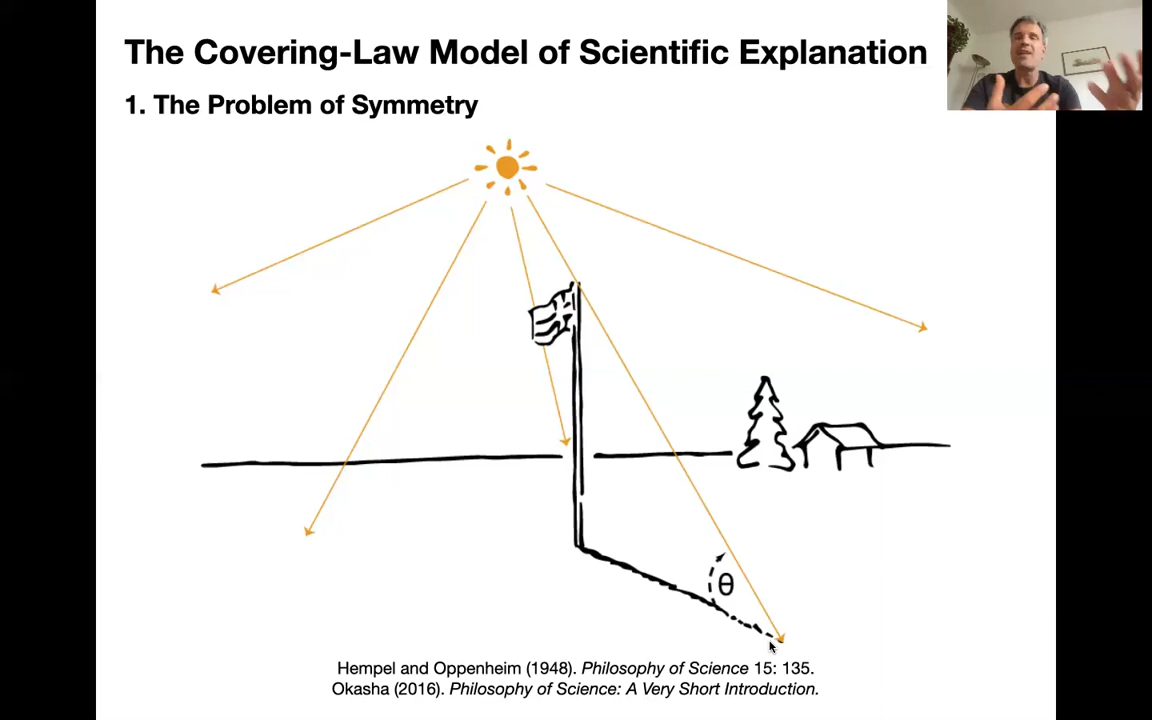 The Covering-Law Model of Scientific Explanation
1. The Problem of Symmetry
θ
Hempel and Oppenheim (1948). Philosophy of Science 15: 135.
Okasha (2016). Philosophy of Science: A Very Short Introduction.